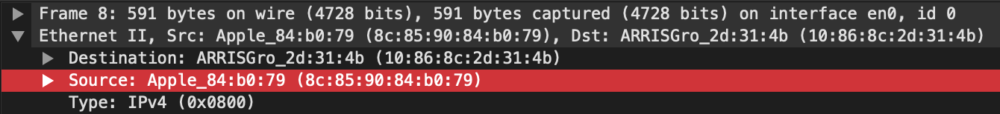 Frame 8: 591 bytes on wire (4728 bits), 591 bytes captured (4728 bits) on interface en0, id 0
Ethernet II, Src: Apple_84:b0:79 (8c:85:90:84:b0:79), Dst: ARRISGro_2d:31:4b (10:86:8c:2d:31:4b)
Destination: ARRISGro_2d:31:4b (10:86:8c:2d:31:4b)
Source: Apple_84:b0:79 (8c:85:90:84:b0:79)
Type: IPv4 (0x0800)